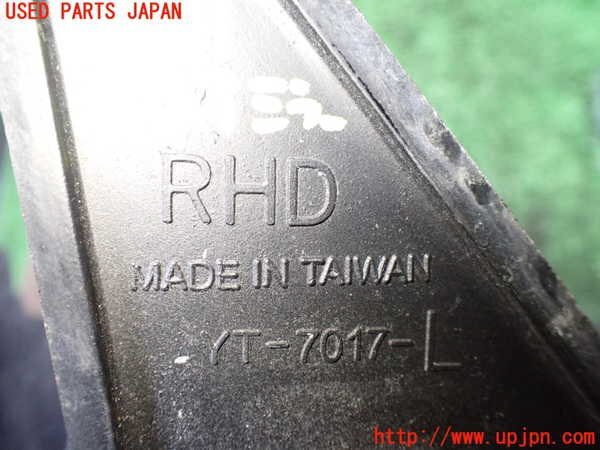 USED PARTS JAPAN
RHD
MADE IN TAIWAN
YT-7017-L
http://www.upjpn.com/